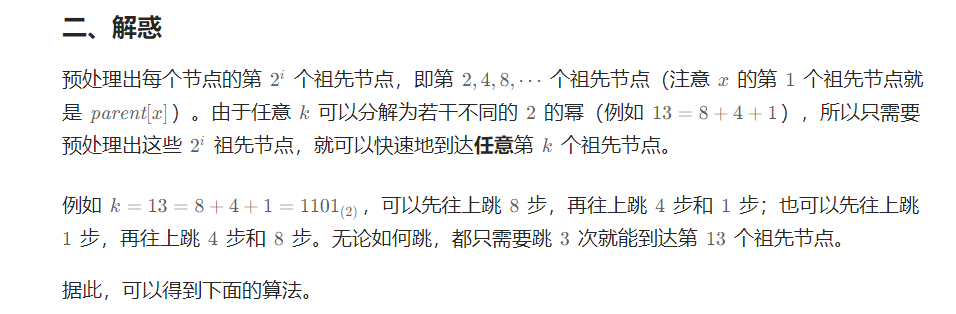 二、解惑
预处理出每个节点的第 2^i 个祖先节点，即第 2,4,8,⋯ 个祖先节点（注意 x 的第 1 个祖先节点就
是 parent[x]）。由于任意 k 可以分解为若干不同的 2 的幂（例如 13 = 8 + 4 + 1），所以只需要
预处理出这些 2^i 祖先节点，就可以快速地到达任意第 k 个祖先节点。
例如 k = 13 = 8 + 4 + 1 = 1101_(2)，可以先往上跳 8 步，再往上跳 4 步和 1 步；也可以先往上跳
1 步，再往上跳 4 步和 8 步。无论如何跳，都只需要跳 3 次就能到达第 13 个祖先节点。
据此，可以得到下面的算法。